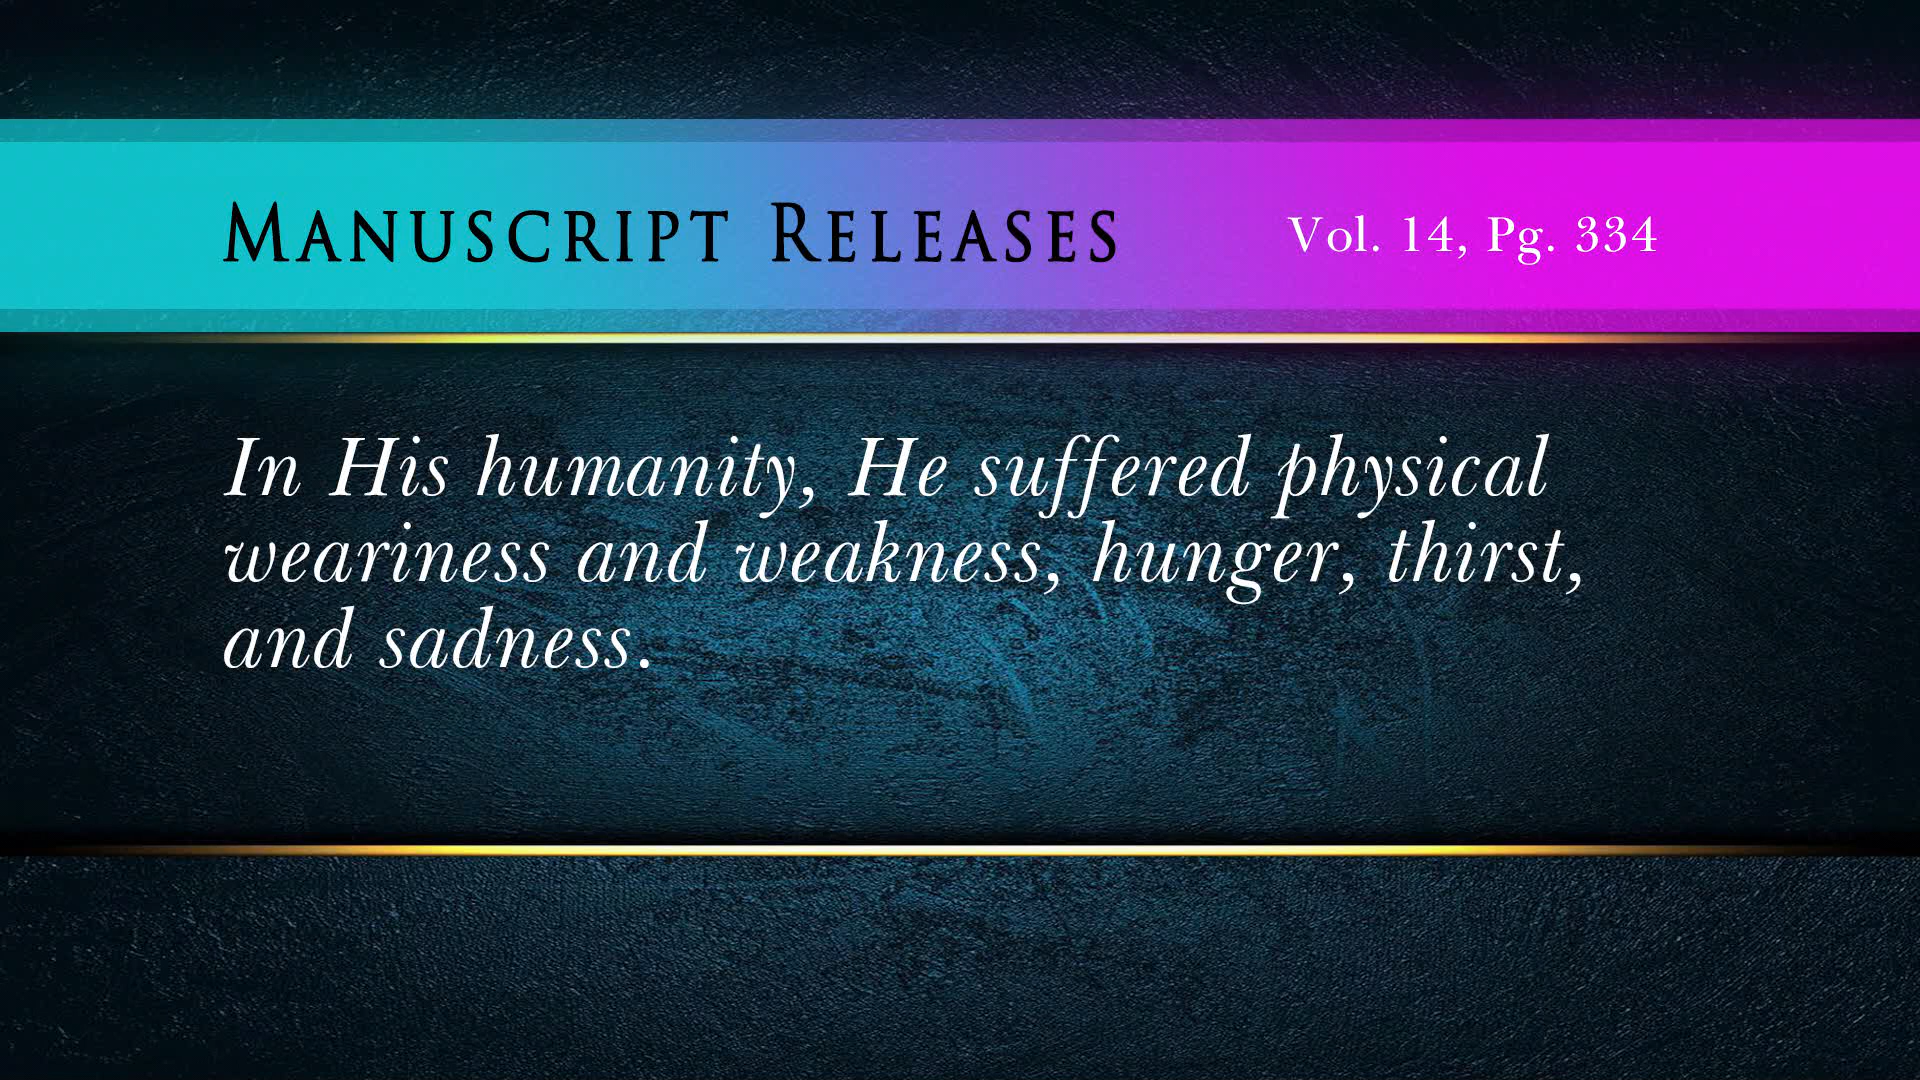 Manuscript Releases Vol. 14, Pg. 334
In His humanity, He suffered physical
weariness and weakness, hunger, thirst,
and sadness.